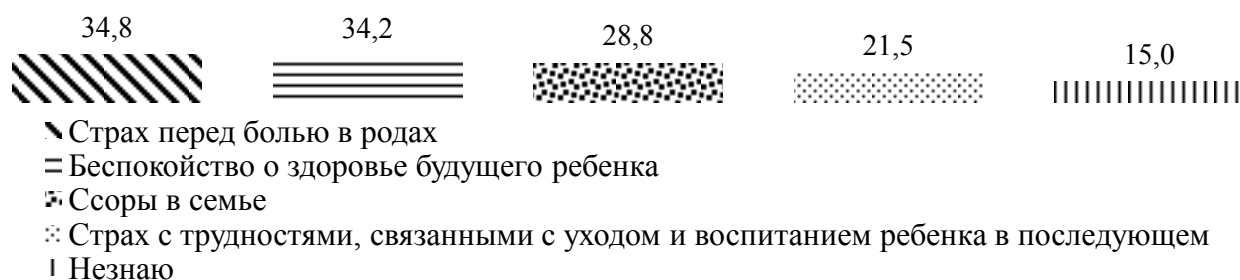 34,8 34,2 28,8 21,5 15,0
Страх перед болью в родах
Беспокойство о здоровье будущего ребенка
Ссоры в семье
Страх с трудностями, связанными с уходом и воспитанием ребенка в последующем
Незнаю